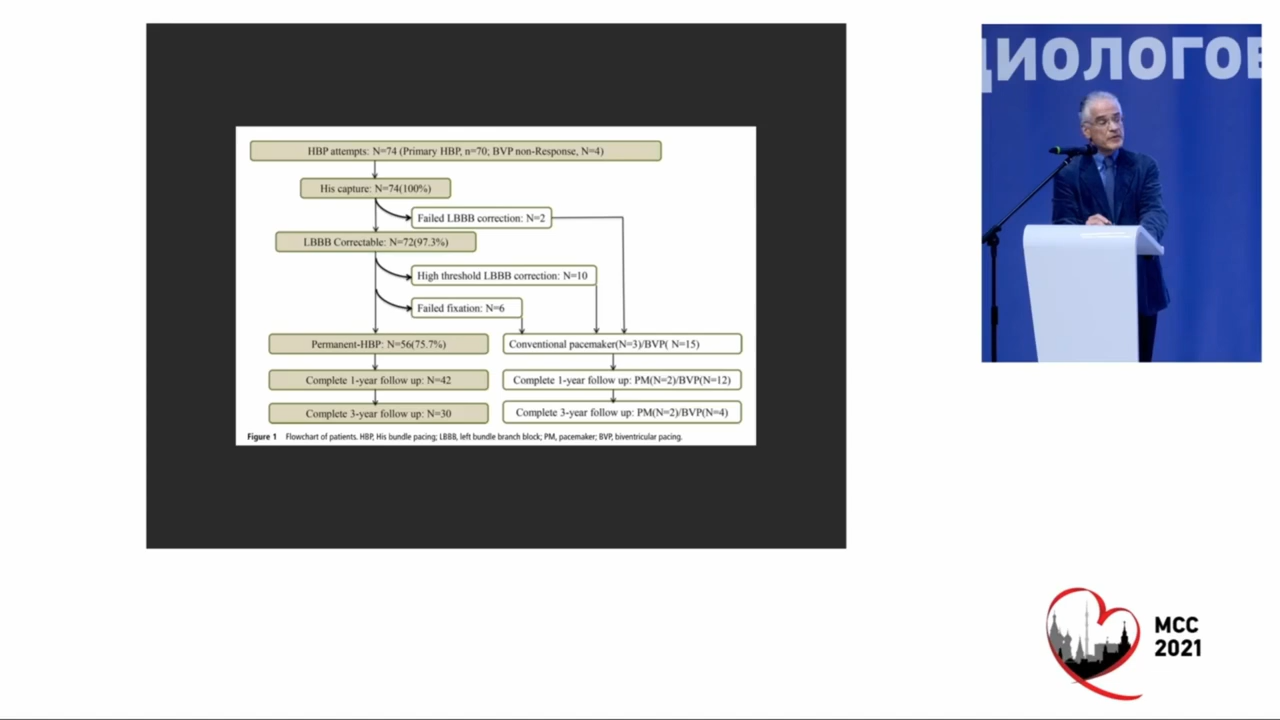 HBP attempts: N=74 (Primary HBP, n=70; BVP non-Response, N=4)
His capture: N=74(100%)
Failed LBBB correction: N=2
LBBB Correctable: N=72(97.3%)
High threshold LBBB correction: N=10
Failed fixation: N=6
Permanent-HBP: N=56(75.7%)
Conventional pacemaker(N=3)/BVP( N=15)
Complete 1-year follow up: N=42
Complete 1-year follow up: PM(N=2)/BVP(N=12)
Complete 3-year follow up: N=30
Complete 3-year follow up: PM(N=2)/BVP(N=4)
Figure 1 Flowchart of patients. HBP, His bundle pacing; LBBB, left bundle branch block; PM, pacemaker; BVP, biventricular pacing.
ИОЛОГОВ
МСС
2021